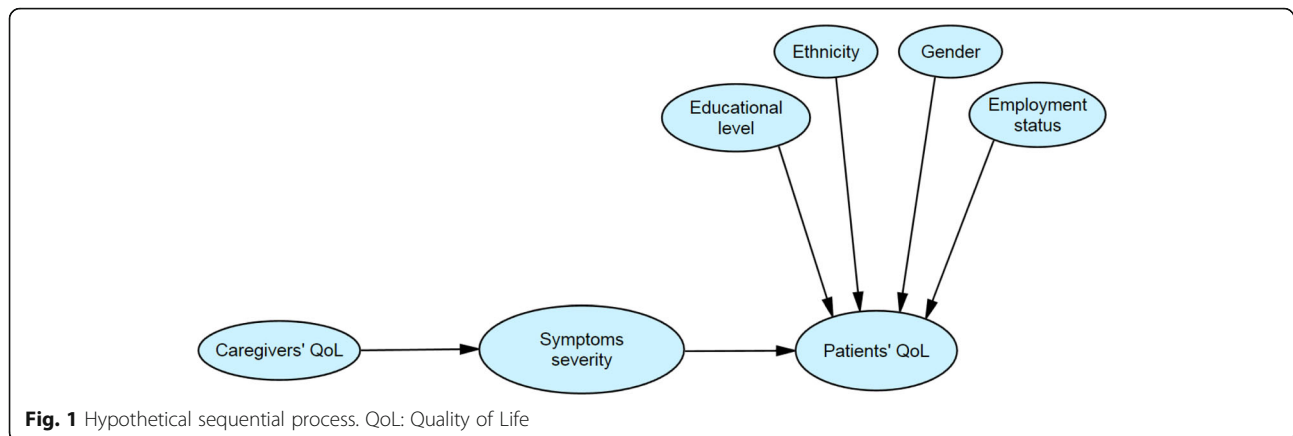 Ethnicity
Gender
Educational
level
Employment
status
Caregivers' QoL
Symptoms
severity
Patients' QoL
Fig. 1 Hypothetical sequential process. QoL: Quality of Life